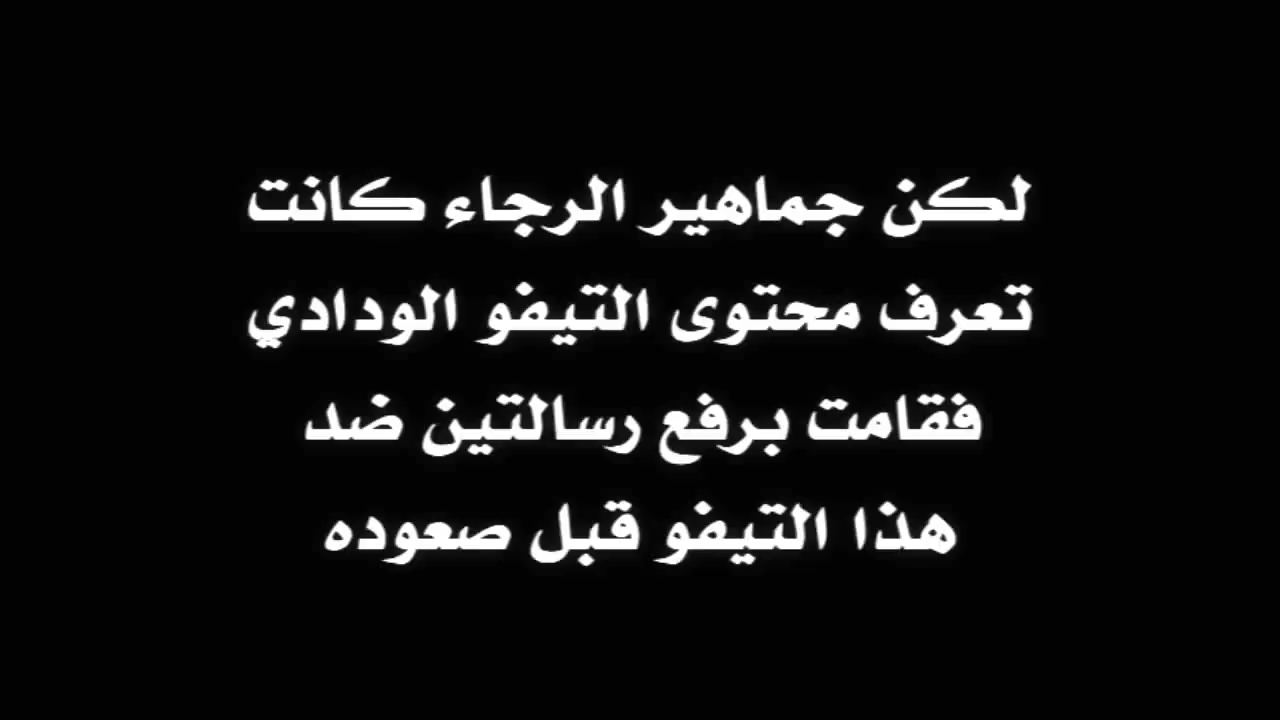 لكن جماهير الرجاء كانت
تعرف محتوى التيفو الودادي
فقامت برفع رسالتين ضد
هذا التيفو قبل صعوده